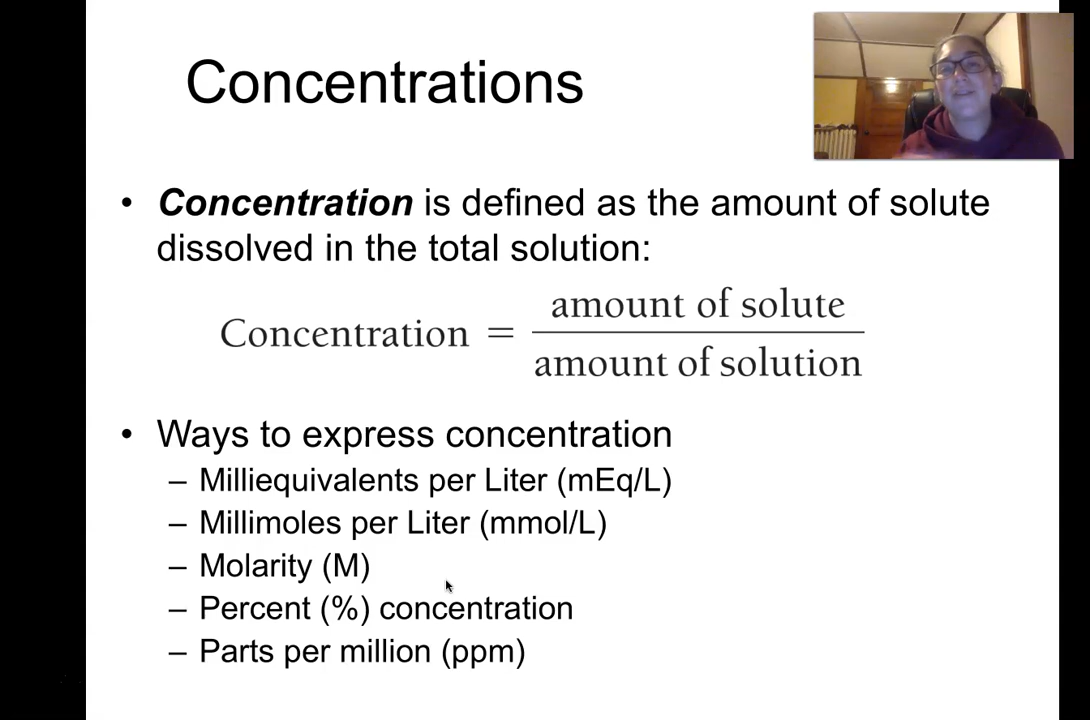 Concentrations
• Concentration is defined as the amount of solute
dissolved in the total solution:
Concentration = amount of solute
amount of solution
• Ways to express concentration
– Milliequivalents per Liter (mEq/L)
– Millimoles per Liter (mmol/L)
– Molarity (M)
– Percent (%) concentration
– Parts per million (ppm)